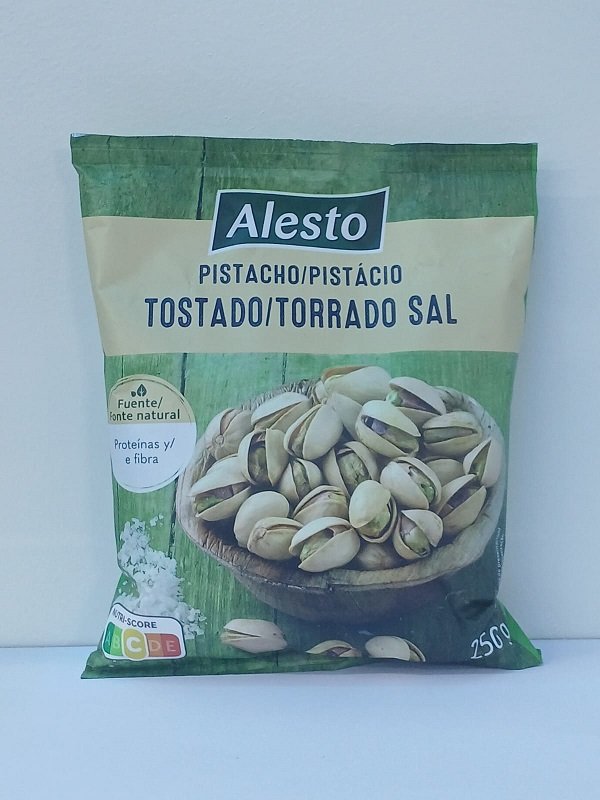 Alesto
PISTACHO/PISTÁCIO
TOSTADO/TORRADO SAL
Fuente/
Fonte natural
Proteínas y/
e fibra
NUTRI-SCORE
A B C D E
250g